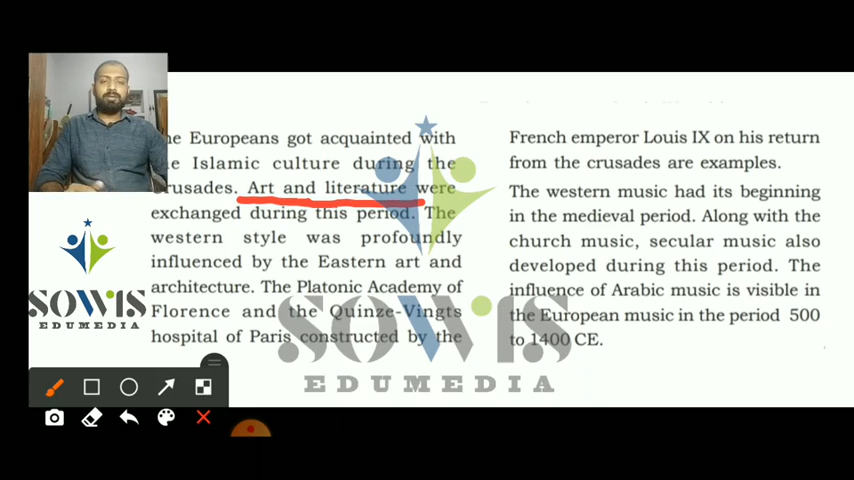 he Europeans got acquainted with
e Islamic culture during the
rusades. Art and literature were
exchanged during this period. The
western style was profoundly
influenced by the Eastern art and
architecture. The Platonic Academy of
Florence and the Quinze-Vingts
hospital of Paris constructed by the
French emperor Louis IX on his return
from the crusades are examples.
The western music had its beginning
in the medieval period. Along with the
church music, secular music also
developed during this period. The
influence of Arabic music is visible in
the European music in the period 500
to 1400 CE.
SOWIS
EDUMEDIA
SOWIS
EDUMEDIA